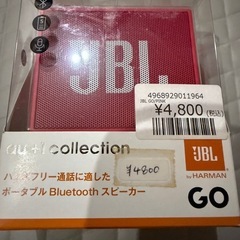 JBL
4968929011964
JBL GO/PINK
¥4,800 (税込)
au +1 collection
¥4800
ハンズフリー通話に適した
ポータブル Bluetooth スピーカー
JBL
by HARMAN
GO